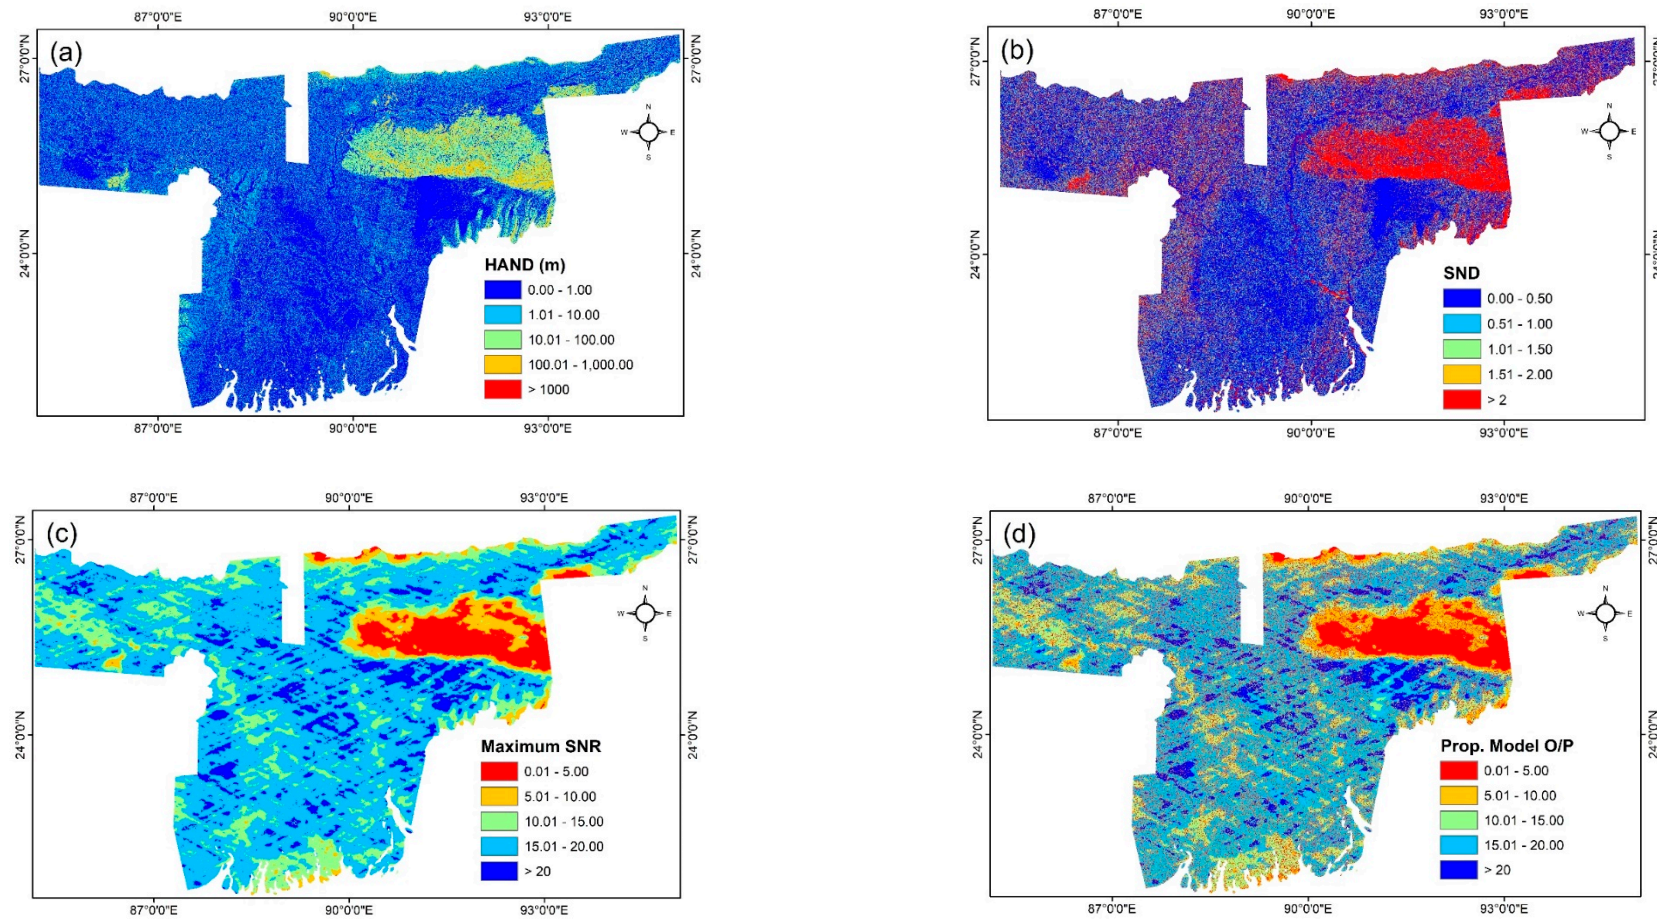 87°0'0"E 90°0'0"E 93°0'0"E
(a)
27°0'0"N 27°0'0"N
N
W E
S
24°0'0"N 24°0'0"N
HAND (m)
0.00 - 1.00
1.01 - 10.00
10.01 - 100.00
100.01 - 1,000.00
> 1000
87°0'0"E 90°0'0"E 93°0'0"E
87°0'0"E 90°0'0"E 93°0'0"E
(b)
27°0'0"N 27°0'0"N
N
W E
S
24°0'0"N 24°0'0"N
SND
0.00 - 0.50
0.51 - 1.00
1.01 - 1.50
1.51 - 2.00
> 2
87°0'0"E 90°0'0"E 93°0'0"E
87°0'0"E 90°0'0"E 93°0'0"E
(c)
27°0'0"N 27°0'0"N
N
W E
S
24°0'0"N 24°0'0"N
Maximum SNR
0.01 - 5.00
5.01 - 10.00
10.01 - 15.00
15.01 - 20.00
> 20
87°0'0"E 90°0'0"E 93°0'0"E
87°0'0"E 90°0'0"E 93°0'0"E
(d)
27°0'0"N 27°0'0"N
N
W E
S
24°0'0"N 24°0'0"N
Prop. Model O/P
0.01 - 5.00
5.01 - 10.00
10.01 - 15.00
15.01 - 20.00
> 20
87°0'0"E 90°0'0"E 93°0'0"E